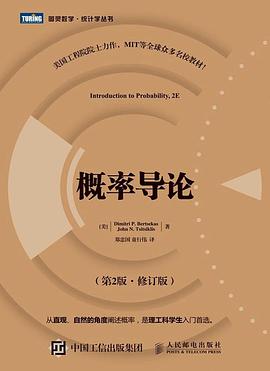 TURING
图灵数学·统计学丛书
美国工程院院士力作，MIT等全球众多名校教材！
Introduction to Probability, 2E
概率导论
[美] Dimitri P. Bertsekas
John N. Tsitsiklis 著
郑忠国 童行伟 译
（第2版·修订版）
从直观、自然的角度阐述概率，是理工科学生入门首选。
中国工信出版集团
人民邮电出版社
POSTS & TELECOM PRESS